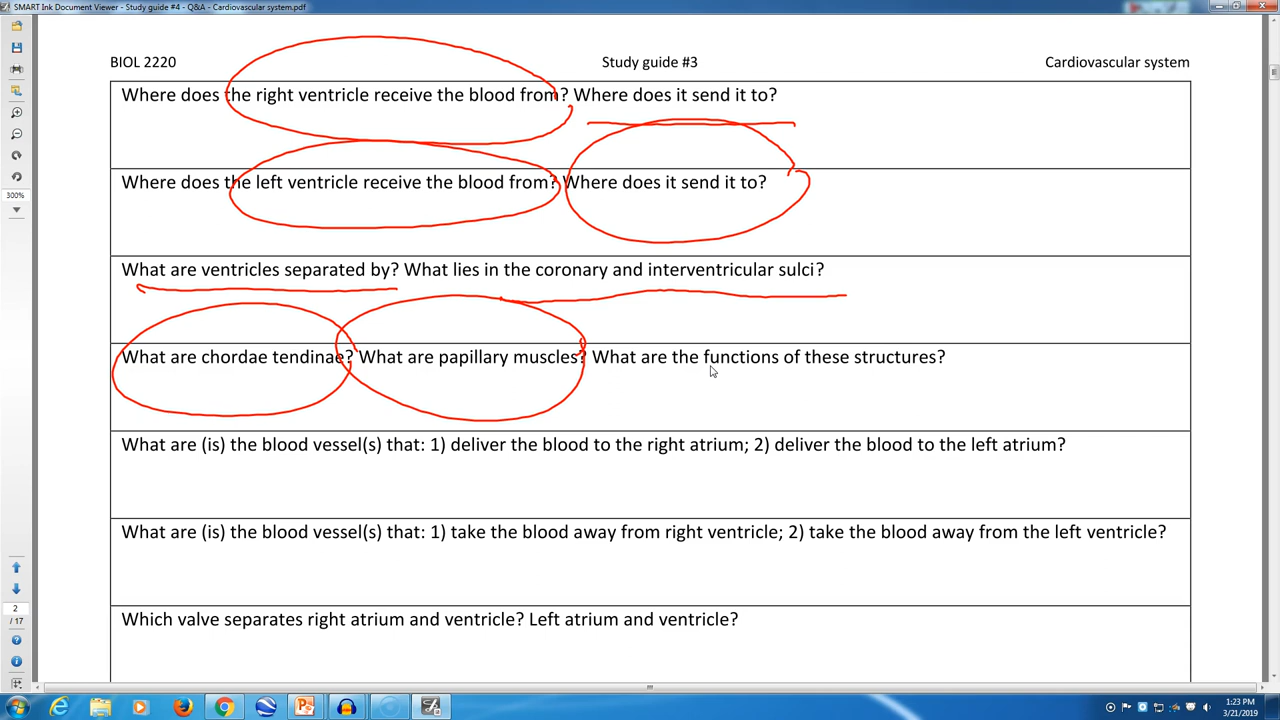 SMART Ink Document Viewer - Study guide #4 - Q&A - Cardiovascular system.pdf
BIOL 2220 Study guide #3 Cardiovascular system
Where does the right ventricle receive the blood from? Where does it send it to?
Where does the left ventricle receive the blood from? Where does it send it to?
What are ventricles separated by? What lies in the coronary and interventricular sulci?
What are chordae tendinae? What are papillary muscles? What are the functions of these structures?
What are (is) the blood vessel(s) that: 1) deliver the blood to the right atrium; 2) deliver the blood to the left atrium?
What are (is) the blood vessel(s) that: 1) take the blood away from right ventricle; 2) take the blood away from the left ventricle?
Which valve separates right atrium and ventricle? Left atrium and ventricle?
300%
2
/ 17
1:23 PM
3/21/2019